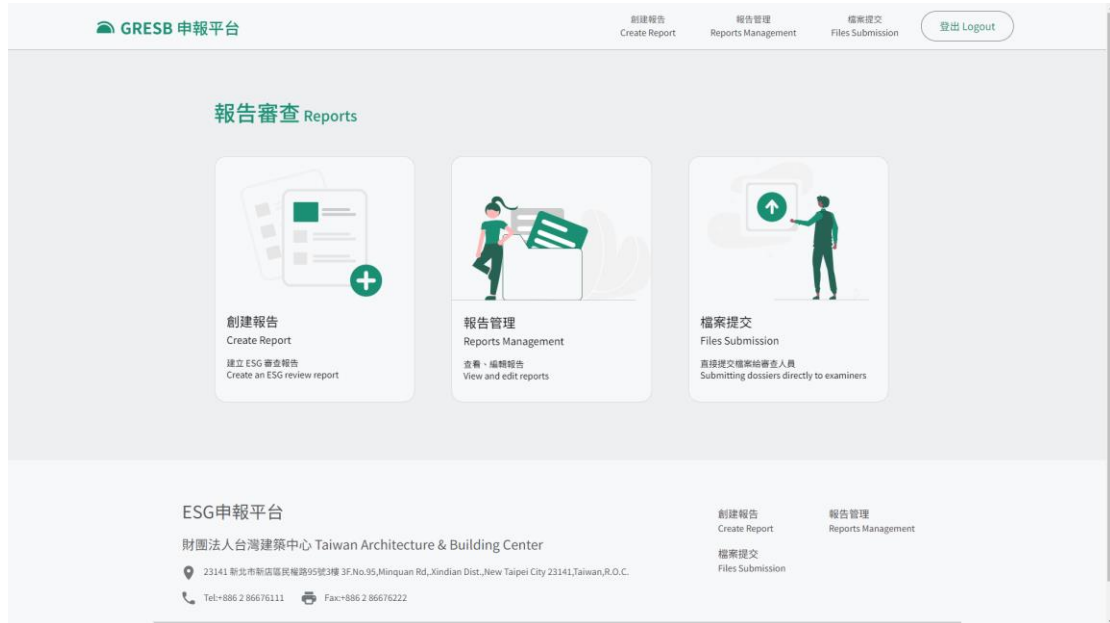 GRESB 申報平台
創建報告
Create Report
報告管理
Reports Management
檔案提交
Files Submission
登出 Logout
報告審查 Reports
創建報告
Create Report
建立 ESG 審查報告
Create an ESG review report
報告管理
Reports Management
查看、編輯報告
View and edit reports
檔案提交
Files Submission
直接提交檔案給審查人員
Submitting dossiers directly to examiners
ESG申報平台
財團法人台灣建築中心 Taiwan Architecture & Building Center
23141 新北市新店區民權路95號3樓 3F.No.95,Minquan Rd,.Xindian Dist.,New Taipei City 23141,Taiwan,R.O.C.
Tel:+886 2 86676111
Fax:+886 2 86676222
創建報告
Create Report
報告管理
Reports Management
檔案提交
Files Submission